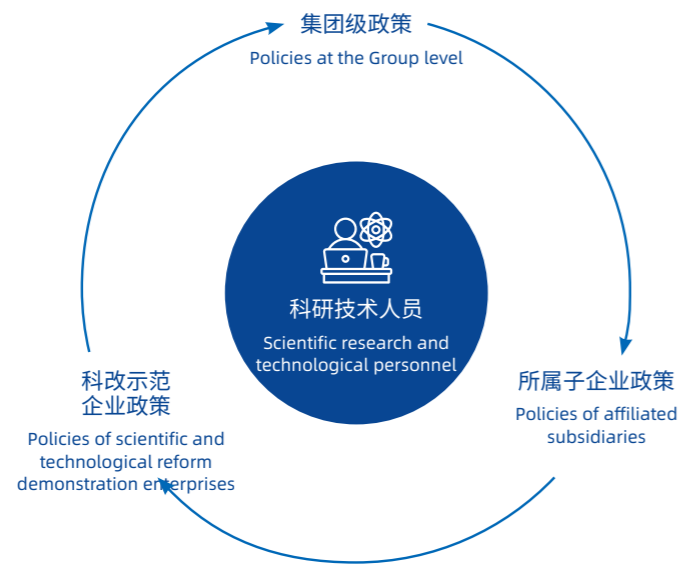 集团级政策
Policies at the Group level
科研技术人员
Scientific research and
technological personnel
科改示范
企业政策
Policies of scientific and
technological reform
demonstration enterprises
所属子企业政策
Policies of affiliated
subsidiaries